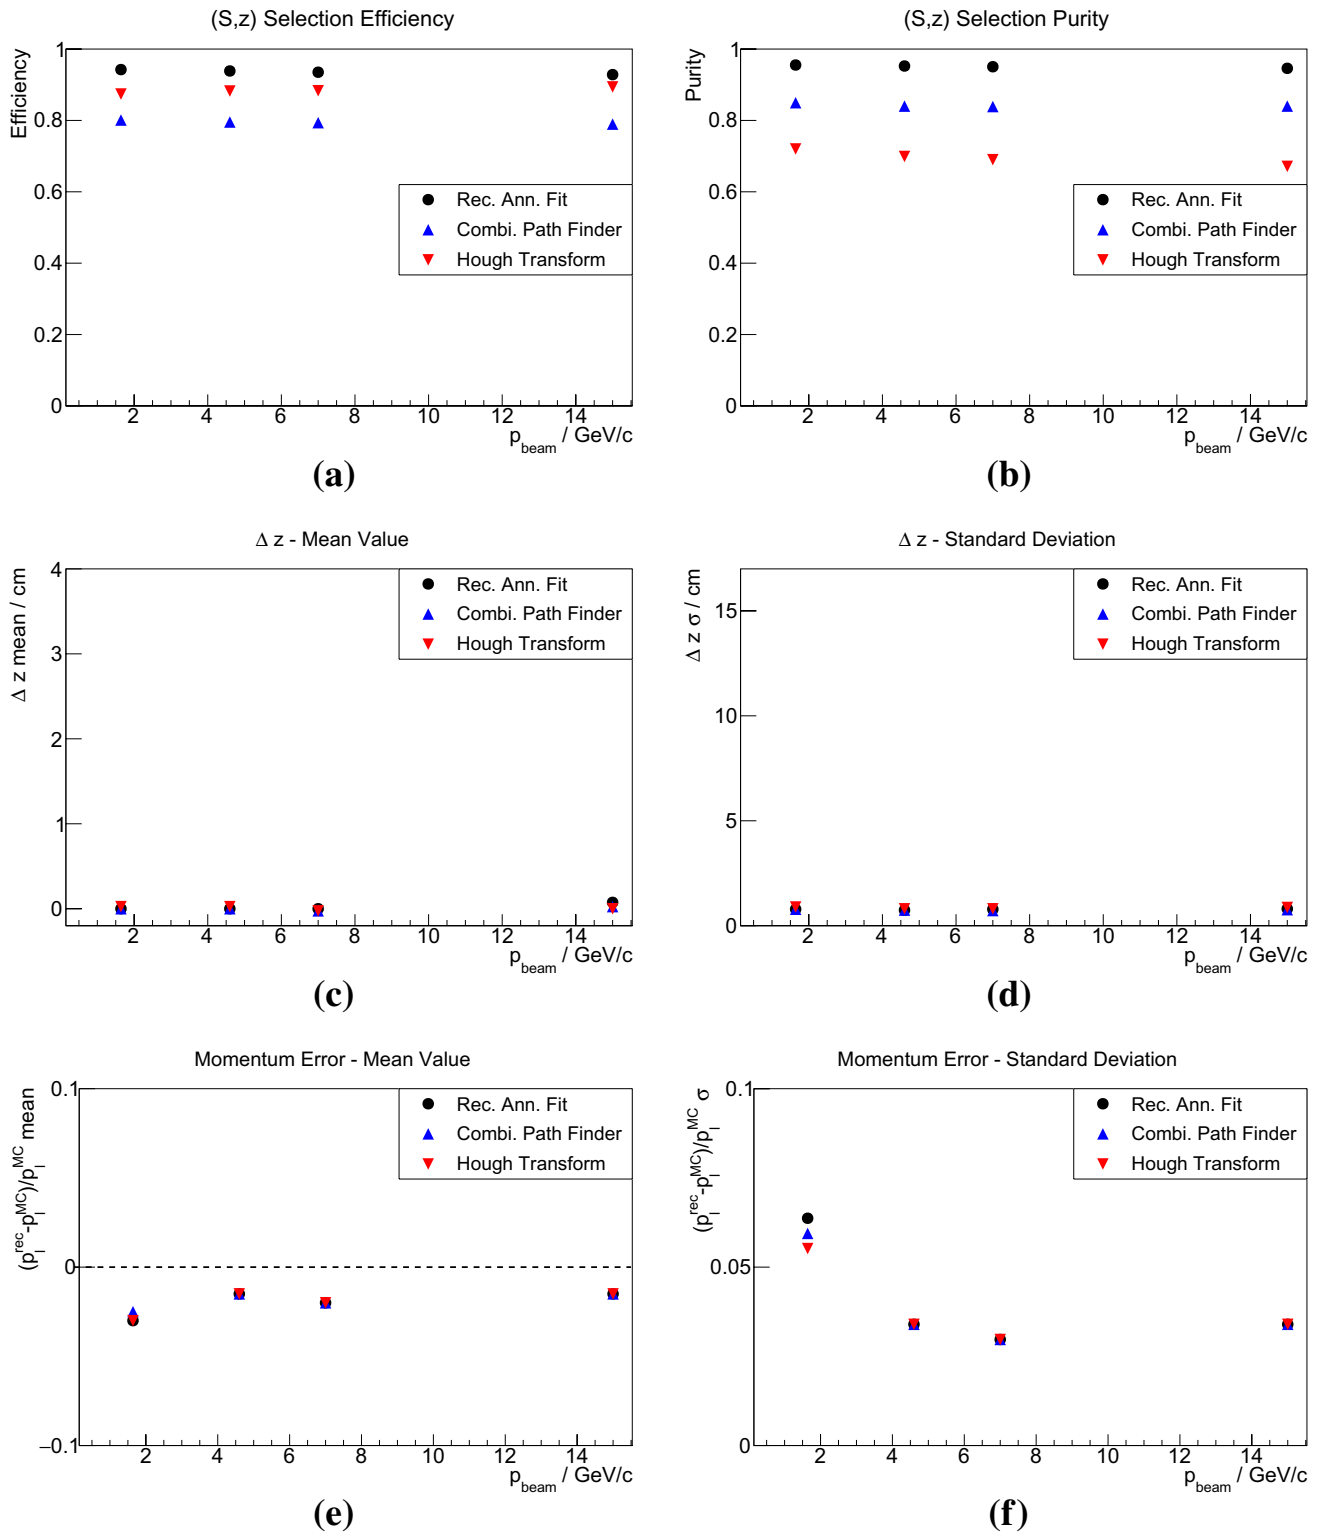 (S,z) Selection Efficiency
Efficiency
1
0.8
0.6
0.4
0.2
0
Rec. Ann. Fit
Combi. Path Finder
Hough Transform
2 4 6 8 10 12 14
p_beam / GeV/c
(a)
(S,z) Selection Purity
Purity
1
0.8
0.6
0.4
0.2
0
Rec. Ann. Fit
Combi. Path Finder
Hough Transform
2 4 6 8 10 12 14
p_beam / GeV/c
(b)
Δ z - Mean Value
Δ z mean / cm
4
3
2
1
0
Rec. Ann. Fit
Combi. Path Finder
Hough Transform
2 4 6 8 10 12 14
p_beam / GeV/c
(c)
Δ z - Standard Deviation
Δ z σ / cm
15
10
5
0
Rec. Ann. Fit
Combi. Path Finder
Hough Transform
2 4 6 8 10 12 14
p_beam / GeV/c
(d)
Momentum Error - Mean Value
(p_l^rec-p_l^MC)/p_l^MC mean
0.1
0
−0.1
Rec. Ann. Fit
Combi. Path Finder
Hough Transform
2 4 6 8 10 12 14
p_beam / GeV/c
(e)
Momentum Error - Standard Deviation
(p_l^rec-p_l^MC)/p_l^MC σ
0.1
0.05
0
Rec. Ann. Fit
Combi. Path Finder
Hough Transform
2 4 6 8 10 12 14
p_beam / GeV/c
(f)